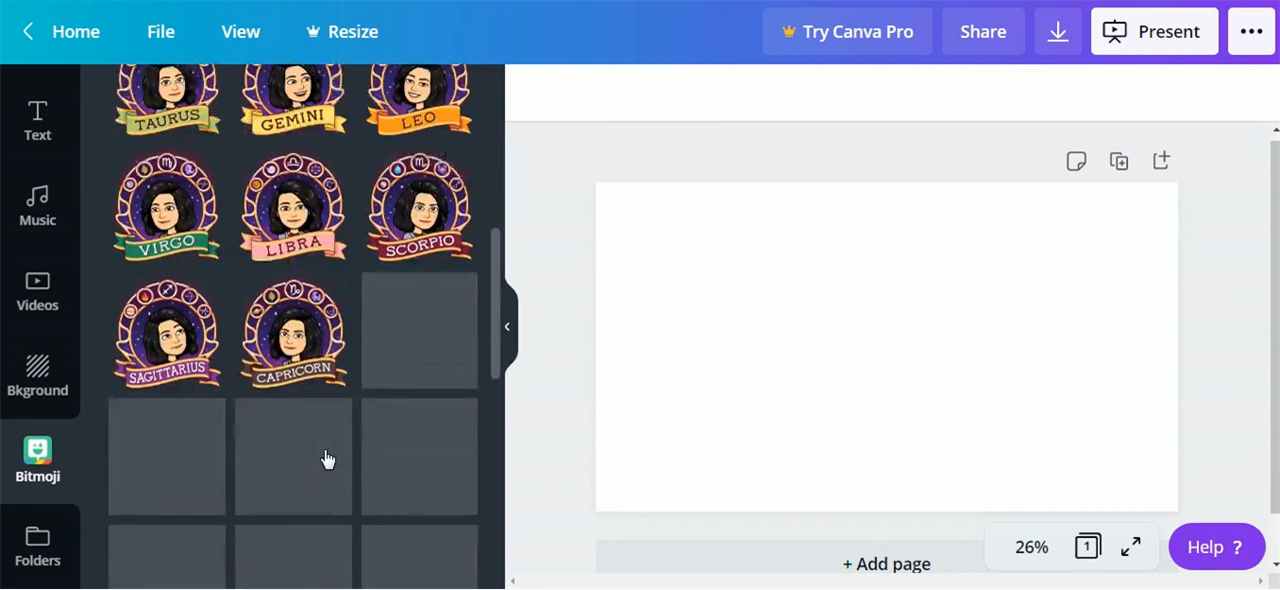 Home File View Resize Try Canva Pro Share Present
Text
Music
Videos
Bkground
Bitmoji
Folders
TAURUS GEMINI LEO
VIRGO LIBRA SCORPIO
SAGITTARIUS CAPRICORN
+ Add page
26% 1 Help ?